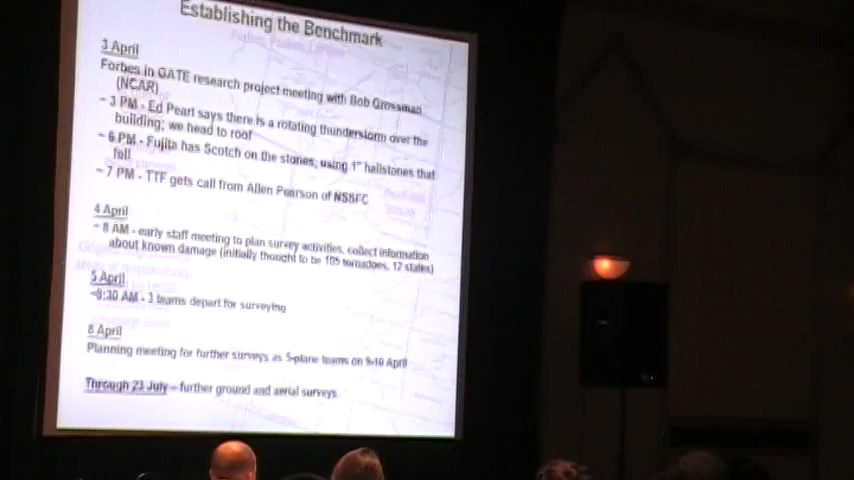 Establishing the Benchmark
3 April
Forbes in GATE research project meeting with Bob Grossman
(NCAR)
~ 3 PM - Ed Pearl says there is a rotating thunderstorm over the
building; we head to roof
~ 6 PM - Fujita has Scotch on the stones, using 1" hailstones that
fell
~ 7 PM - TTF gets call from Allen Pearson of NSSFC
4 April
~ 8 AM - early staff meeting to plan survey activities, collect information
about known damage (initially thought to be 105 tornadoes, 12 states)
5 April
~9:30 AM - 3 teams depart for surveying
8 April
Planning meeting for further surveys as 5-plane teams on 9-10 April
Through 23 July – further ground and aerial surveys